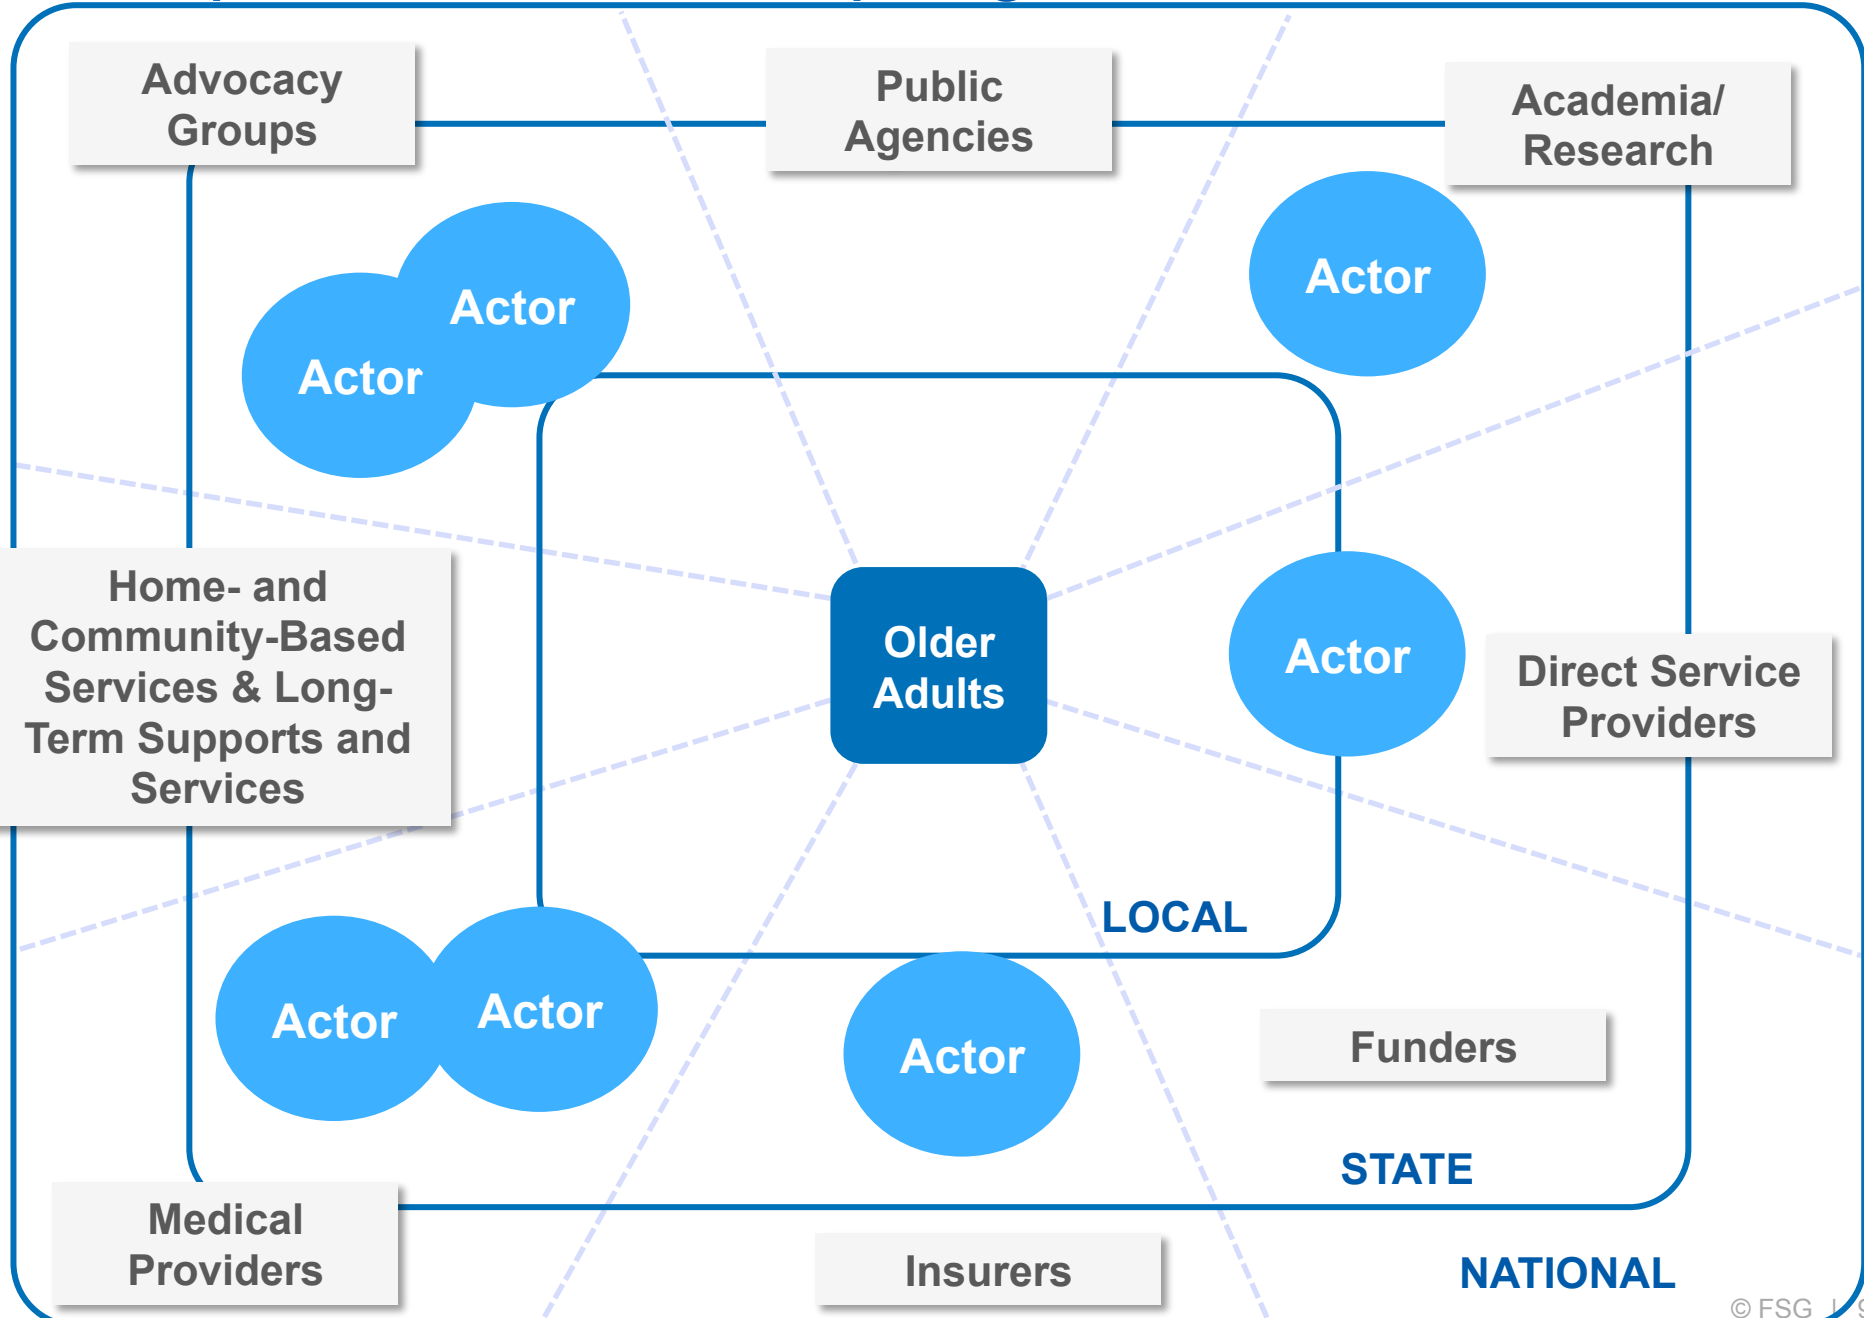 Advocacy
Groups
Public
Agencies
Academia/
Research
Actor
Actor
Actor
Home- and
Community-Based
Services & Long-
Term Supports and
Services
Older
Adults
Actor
Direct Service
Providers
LOCAL
Actor
Actor
Actor
Funders
STATE
Medical
Providers
Insurers
NATIONAL
© FSG | 9